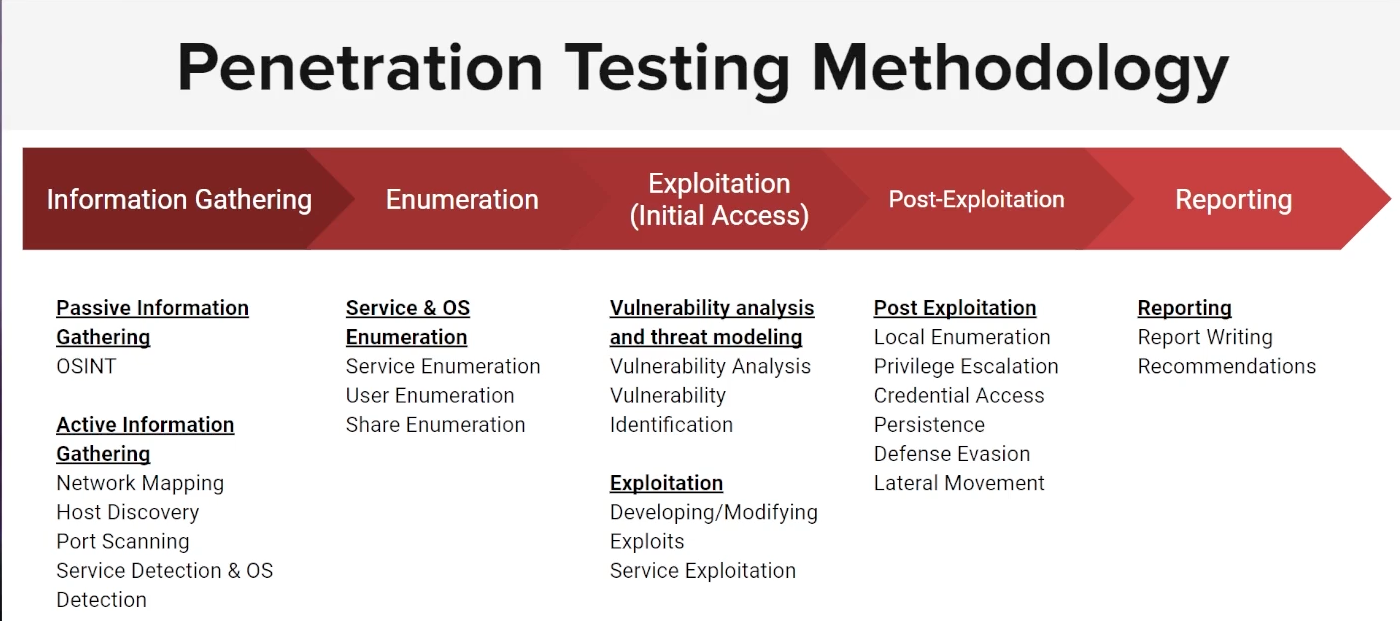 Penetration Testing Methodology
Information Gathering
Enumeration
Exploitation
(Initial Access)
Post-Exploitation
Reporting
Passive Information
Gathering
OSINT
Active Information
Gathering
Network Mapping
Host Discovery
Port Scanning
Service Detection & OS
Detection
Service & OS
Enumeration
Service Enumeration
User Enumeration
Share Enumeration
Vulnerability analysis
and threat modeling
Vulnerability Analysis
Vulnerability
Identification
Exploitation
Developing/Modifying
Exploits
Service Exploitation
Post Exploitation
Local Enumeration
Privilege Escalation
Credential Access
Persistence
Defense Evasion
Lateral Movement
Reporting
Report Writing
Recommendations